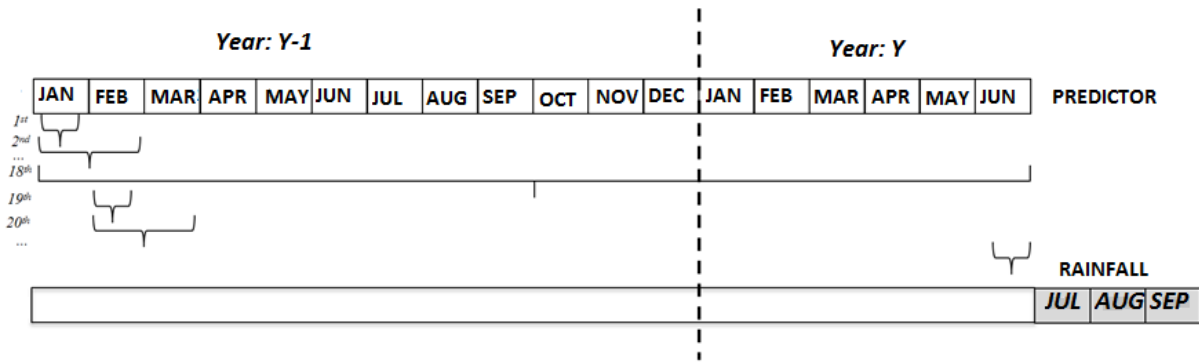 Year: Y-1 Year: Y
JAN FEB MAR APR MAY JUN JUL AUG SEP OCT NOV DEC JAN FEB MAR APR MAY JUN PREDICTOR
1st
2nd
...
18th
19th
20th
...
RAINFALL
JUL AUG SEP